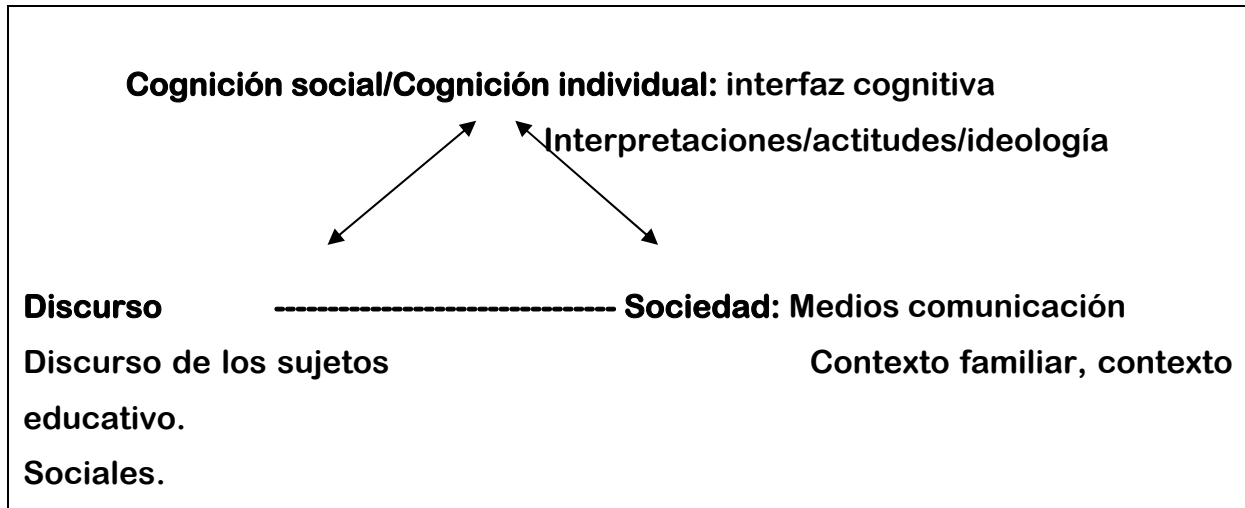 Cognición social/Cognición individual: interfaz cognitiva
Interpretaciones/actitudes/ideología
Discurso ------------------------------- Sociedad: Medios comunicación
Discurso de los sujetos Contexto familiar, contexto
educativo.
Sociales.